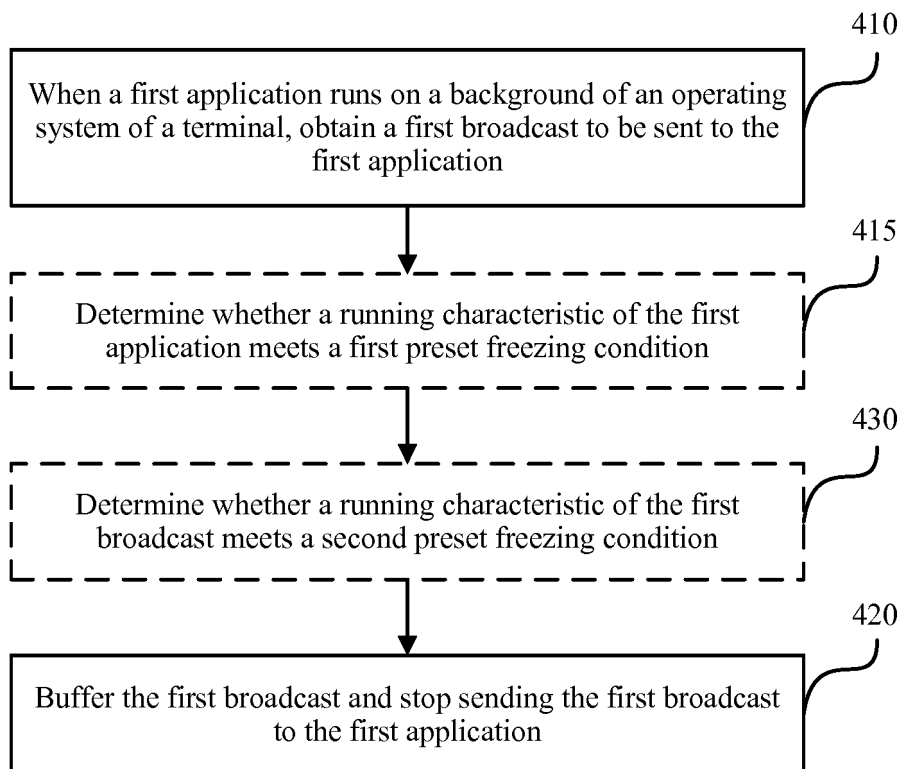 410
When a first application runs on a background of an operating
system of a terminal, obtain a first broadcast to be sent to the
first application
415
Determine whether a running characteristic of the first
application meets a first preset freezing condition
430
Determine whether a running characteristic of the first
broadcast meets a second preset freezing condition
420
Buffer the first broadcast and stop sending the first broadcast
to the first application